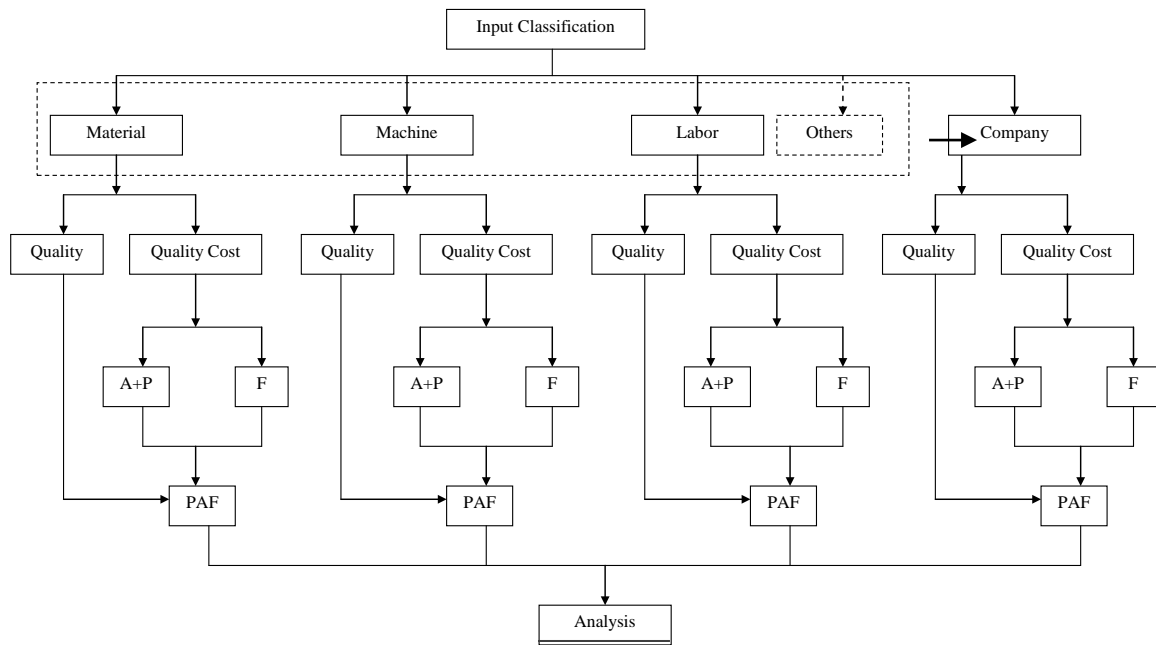 Input Classification
Material
Machine
Labor
Others
Company
Quality
Quality Cost
Quality
Quality Cost
Quality
Quality Cost
Quality
Quality Cost
A+P
F
A+P
F
A+P
F
A+P
F
PAF
PAF
PAF
PAF
Analysis